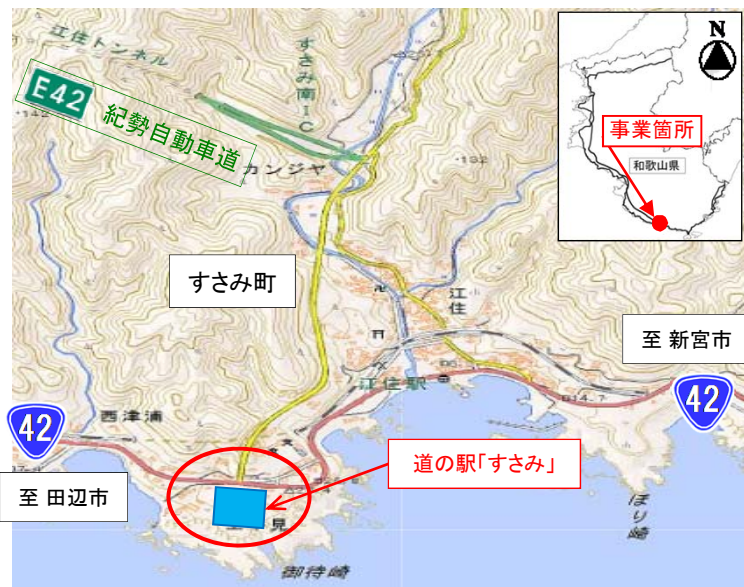 江住トンネル
すさみ南IC
E42
紀勢自動車道
N
事業箇所
和歌山県
・142
カンジヤ
・132
すさみ町
江住
至 新宮市
江住駅
42
42
西津浦
至 田辺市
道の駅「すさみ」
見
ほり崎
御待崎